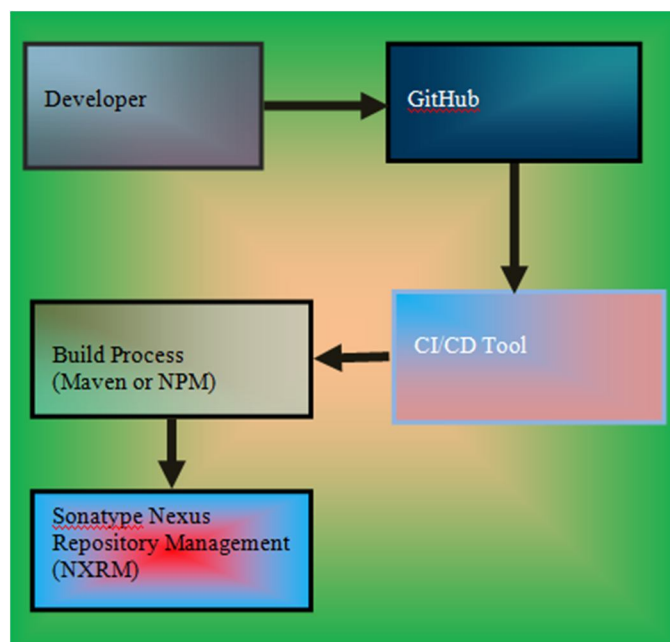 Developer
GitHub
CI/CD Tool
Build Process
(Maven or NPM)
Sonatype Nexus
Repository Management
(NXRM)